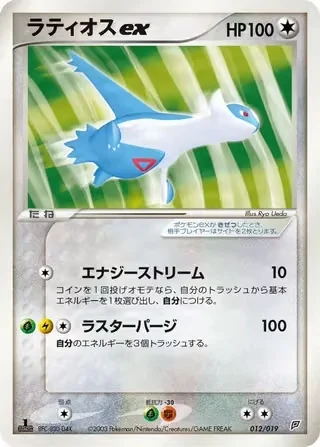 ラティオスex HP100
Illus.Ryo Ueda
たね
ポケモンexがきぜつしたとき、
相手プレイヤーはサイドを2枚とります。
エナジーストリーム 10
コインを1回投げオモテなら、自分のトラッシュから基本
エネルギーを1枚選び出し、自分につける。
ラスターパージ 100
自分のエネルギーを3個トラッシュする。
弱点 抵抗力 -30 にげる
©2003 Pokémon/Nintendo/Creatures/GAME FREAK
012/019